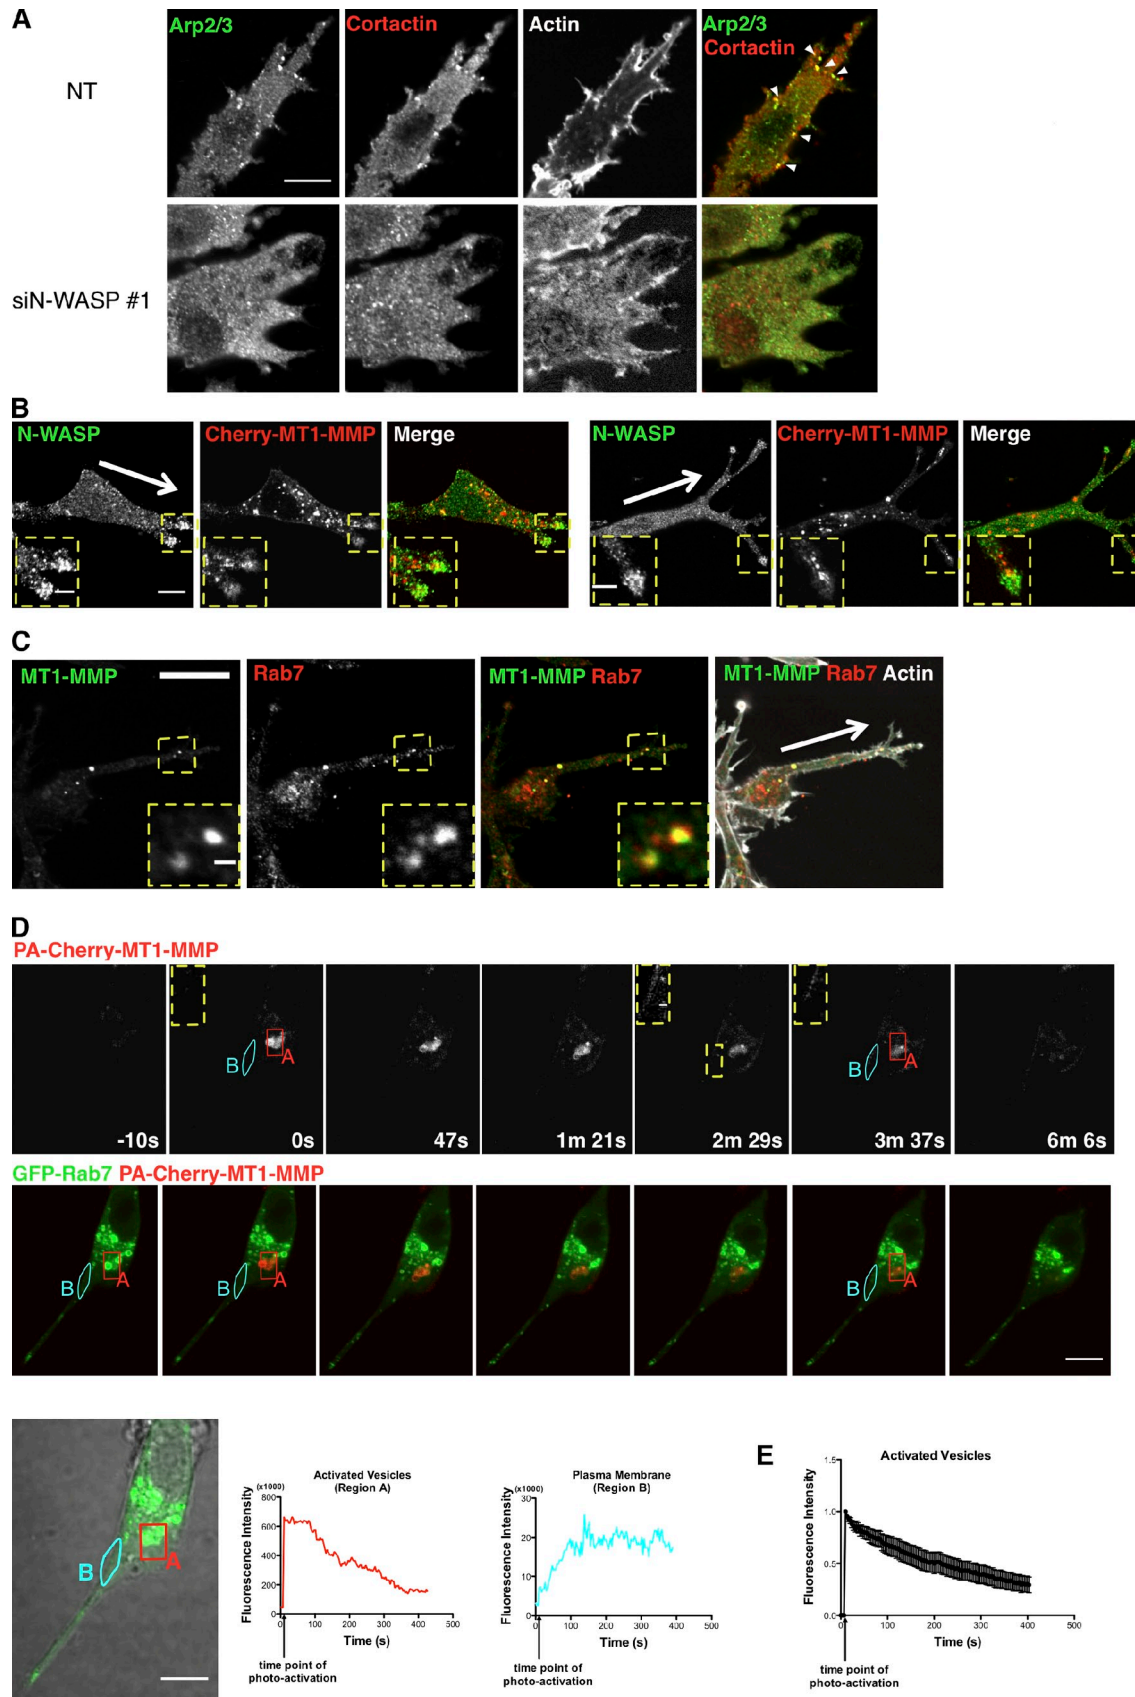 A
Arp2/3
Cortactin
Actin
Arp2/3
Cortactin
NT
siN-WASP #1
B
N-WASP
Cherry-MT1-MMP
Merge
N-WASP
Cherry-MT1-MMP
Merge
C
MT1-MMP
Rab7
MT1-MMP Rab7
MT1-MMP Rab7 Actin
D
PA-Cherry-MT1-MMP
B A
B A
-10s
0s
47s
1m 21s
2m 29s
3m 37s
6m 6s
GFP-Rab7 PA-Cherry-MT1-MMP
B A
B A
B A
B A
Activated Vesicles
(Region A)
(x1000)
Fluorescence Intensity
800
600
400
200
0
0 100 200 300 400 500
Time (s)
time point of
photo-activation
Plasma Membrane
(Region B)
(x1000)
Fluorescence Intensity
30
20
10
0
0 100 200 300 400 500
Time (s)
time point of
photo-activation
E
Activated Vesicles
Fluorescence Intensity
1.5
1.0
0.5
0.0
0 100 200 300 400 500
Time (s)
time point of
photo-activation